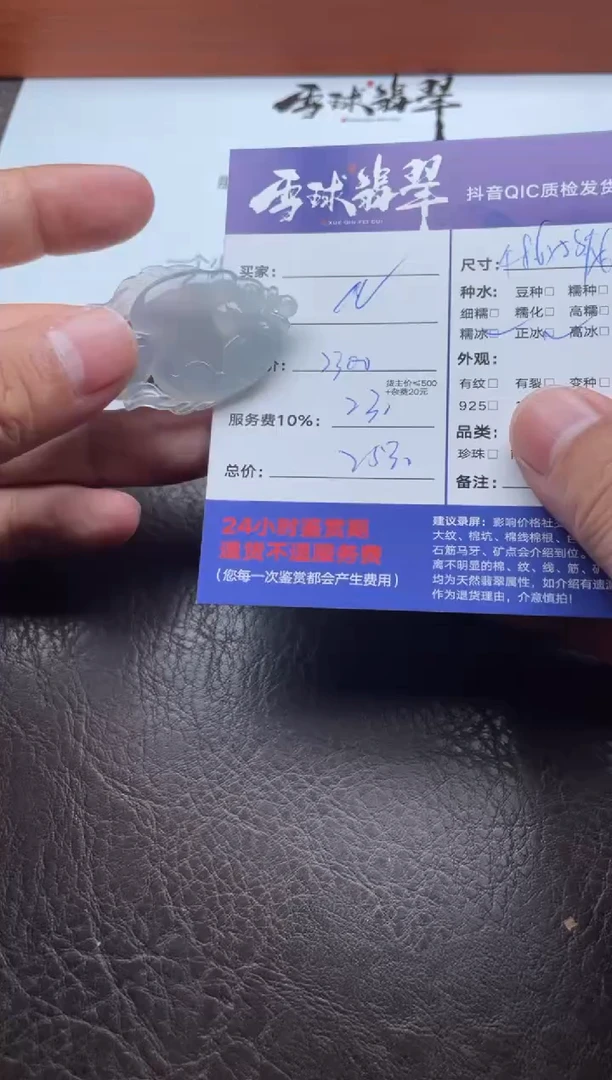 雪球翡翠
雪球翡翠
抖音QIC质检发货
买家：
N
价： 2300
货主价≤500
+杂费20元
服务费10%： 230
总价： 2530
尺寸：
种水： 豆种□ 糯种□
细糯□ 糯化□ 高糯□
糯冰 正冰 高冰□
外观：
有纹□ 有裂□ 变种□
925□
品类：
珍珠□
备注：
24小时鉴赏期
退货不退服务费
（您每一次鉴赏都会产生费用）
建议录屏：影响价格社
大纹、棉坑、棉线棉根、
石筋马牙、矿点会介绍到位。
离不明显的棉、纹、线、筋、矿
均为天然翡翠属性，如介绍有遗
作为退货理由，介意慎拍！